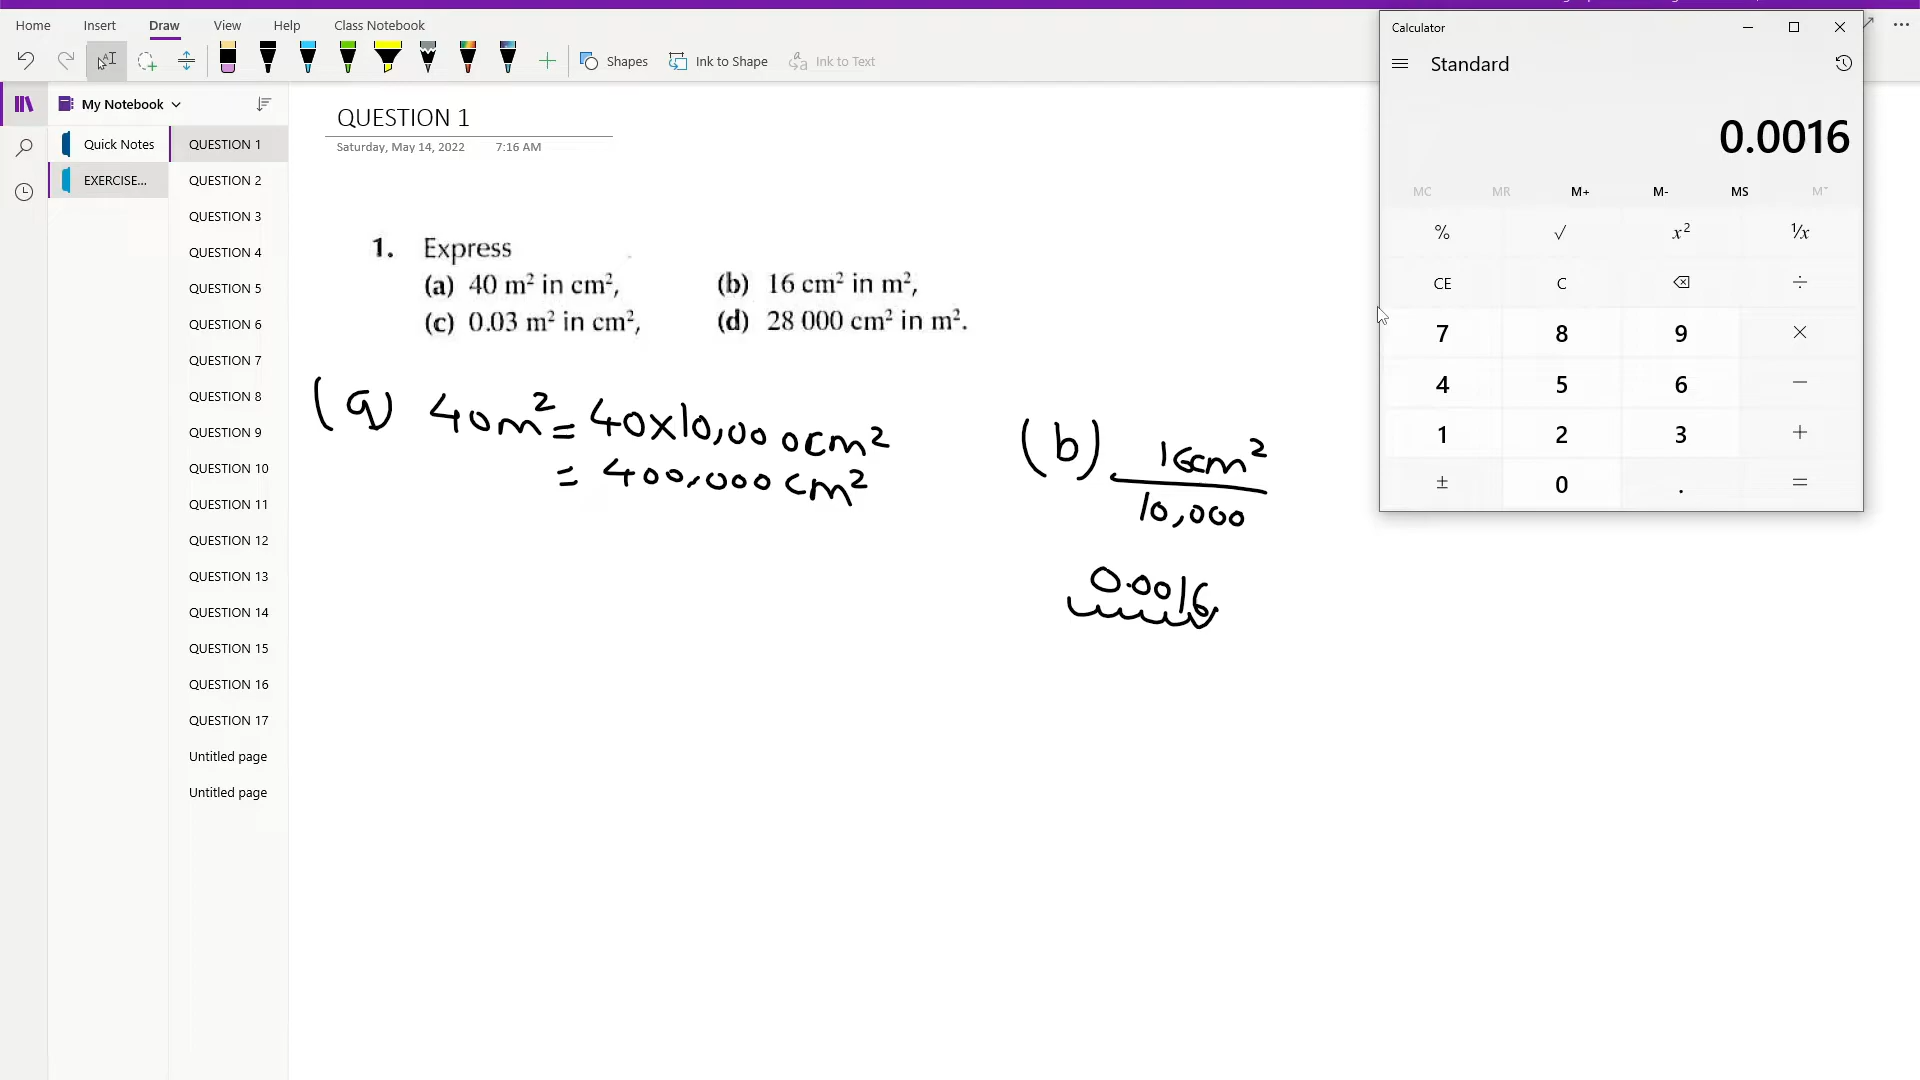 Home Insert Draw View Help Class Notebook
Shapes Ink to Shape Ink to Text
My Notebook
Quick Notes
EXERCISE...
QUESTION 1
QUESTION 2
QUESTION 3
QUESTION 4
QUESTION 5
QUESTION 6
QUESTION 7
QUESTION 8
QUESTION 9
QUESTION 10
QUESTION 11
QUESTION 12
QUESTION 13
QUESTION 14
QUESTION 15
QUESTION 16
QUESTION 17
Untitled page
Untitled page
QUESTION 1
Saturday, May 14, 2022 7:16 AM
1. Express
(a) 40 m² in cm², (b) 16 cm² in m²,
(c) 0.03 m² in cm², (d) 28 000 cm² in m².
(a) 40m² = 40x10,000cm²
= 400,000cm²
(b) 16cm²
10,000
0.0016
Calculator
Standard
0.0016
MC MR M+ M- MS M˅
% √ x² ¹/x
CE C ⌫ ÷
7 8 9 ×
4 5 6 −
1 2 3 +
± 0 . =